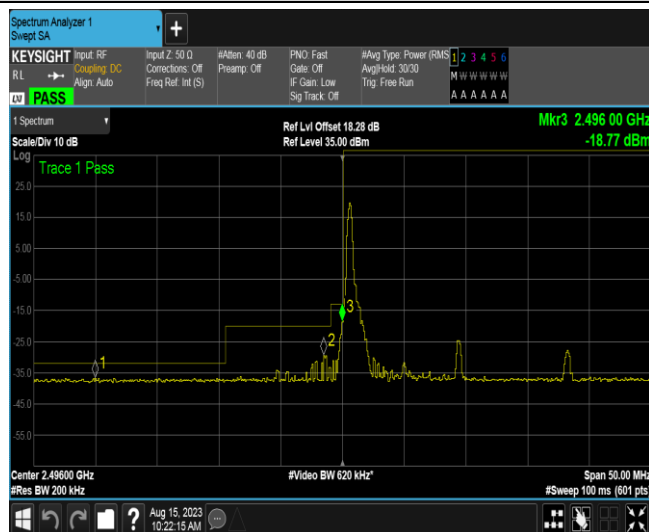 Spectrum Analyzer 1
Swept SA
KEYSIGHT
RL
LXI PASS
Input: RF
Coupling: DC
Align: Auto
Input Z: 50 Ω
Corrections: Off
Freq Ref: Int (S)
#Atten: 40 dB
Preamp: Off
PNO: Fast
Gate: Off
IF Gain: Low
Sig Track: Off
#Avg Type: Power (RMS
Avg|Hold: 30/30
Trig: Free Run
1 2 3 4 5 6
M W W W W W
A A A A A A
1 Spectrum
Scale/Div 10 dB
Ref Lvl Offset 18.28 dB
Ref Level 35.00 dBm
Mkr3 2.496 00 GHz
-18.77 dBm
Log
Trace 1 Pass
25.0
15.0
5.00
-5.00
-15.0
-25.0
-35.0
-45.0
-55.0
1
2
3
Center 2.49600 GHz
#Res BW 200 kHz
#Video BW 620 kHz*
Span 50.00 MHz
#Sweep 100 ms (601 pts)
?
Aug 15, 2023
10:22:15 AM